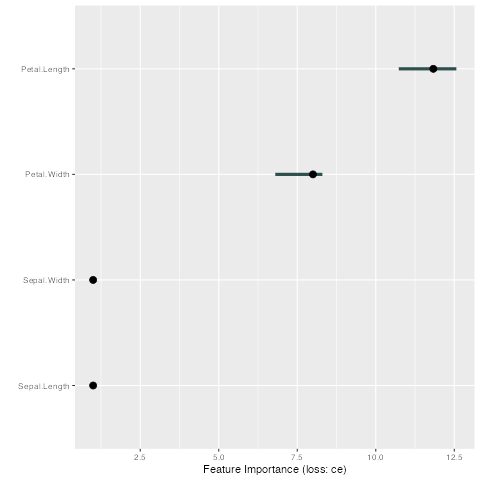 Petal.Length
Petal.Width
Sepal.Width
Sepal.Length
2.5 5.0 7.5 10.0 12.5
Feature Importance (loss: ce)